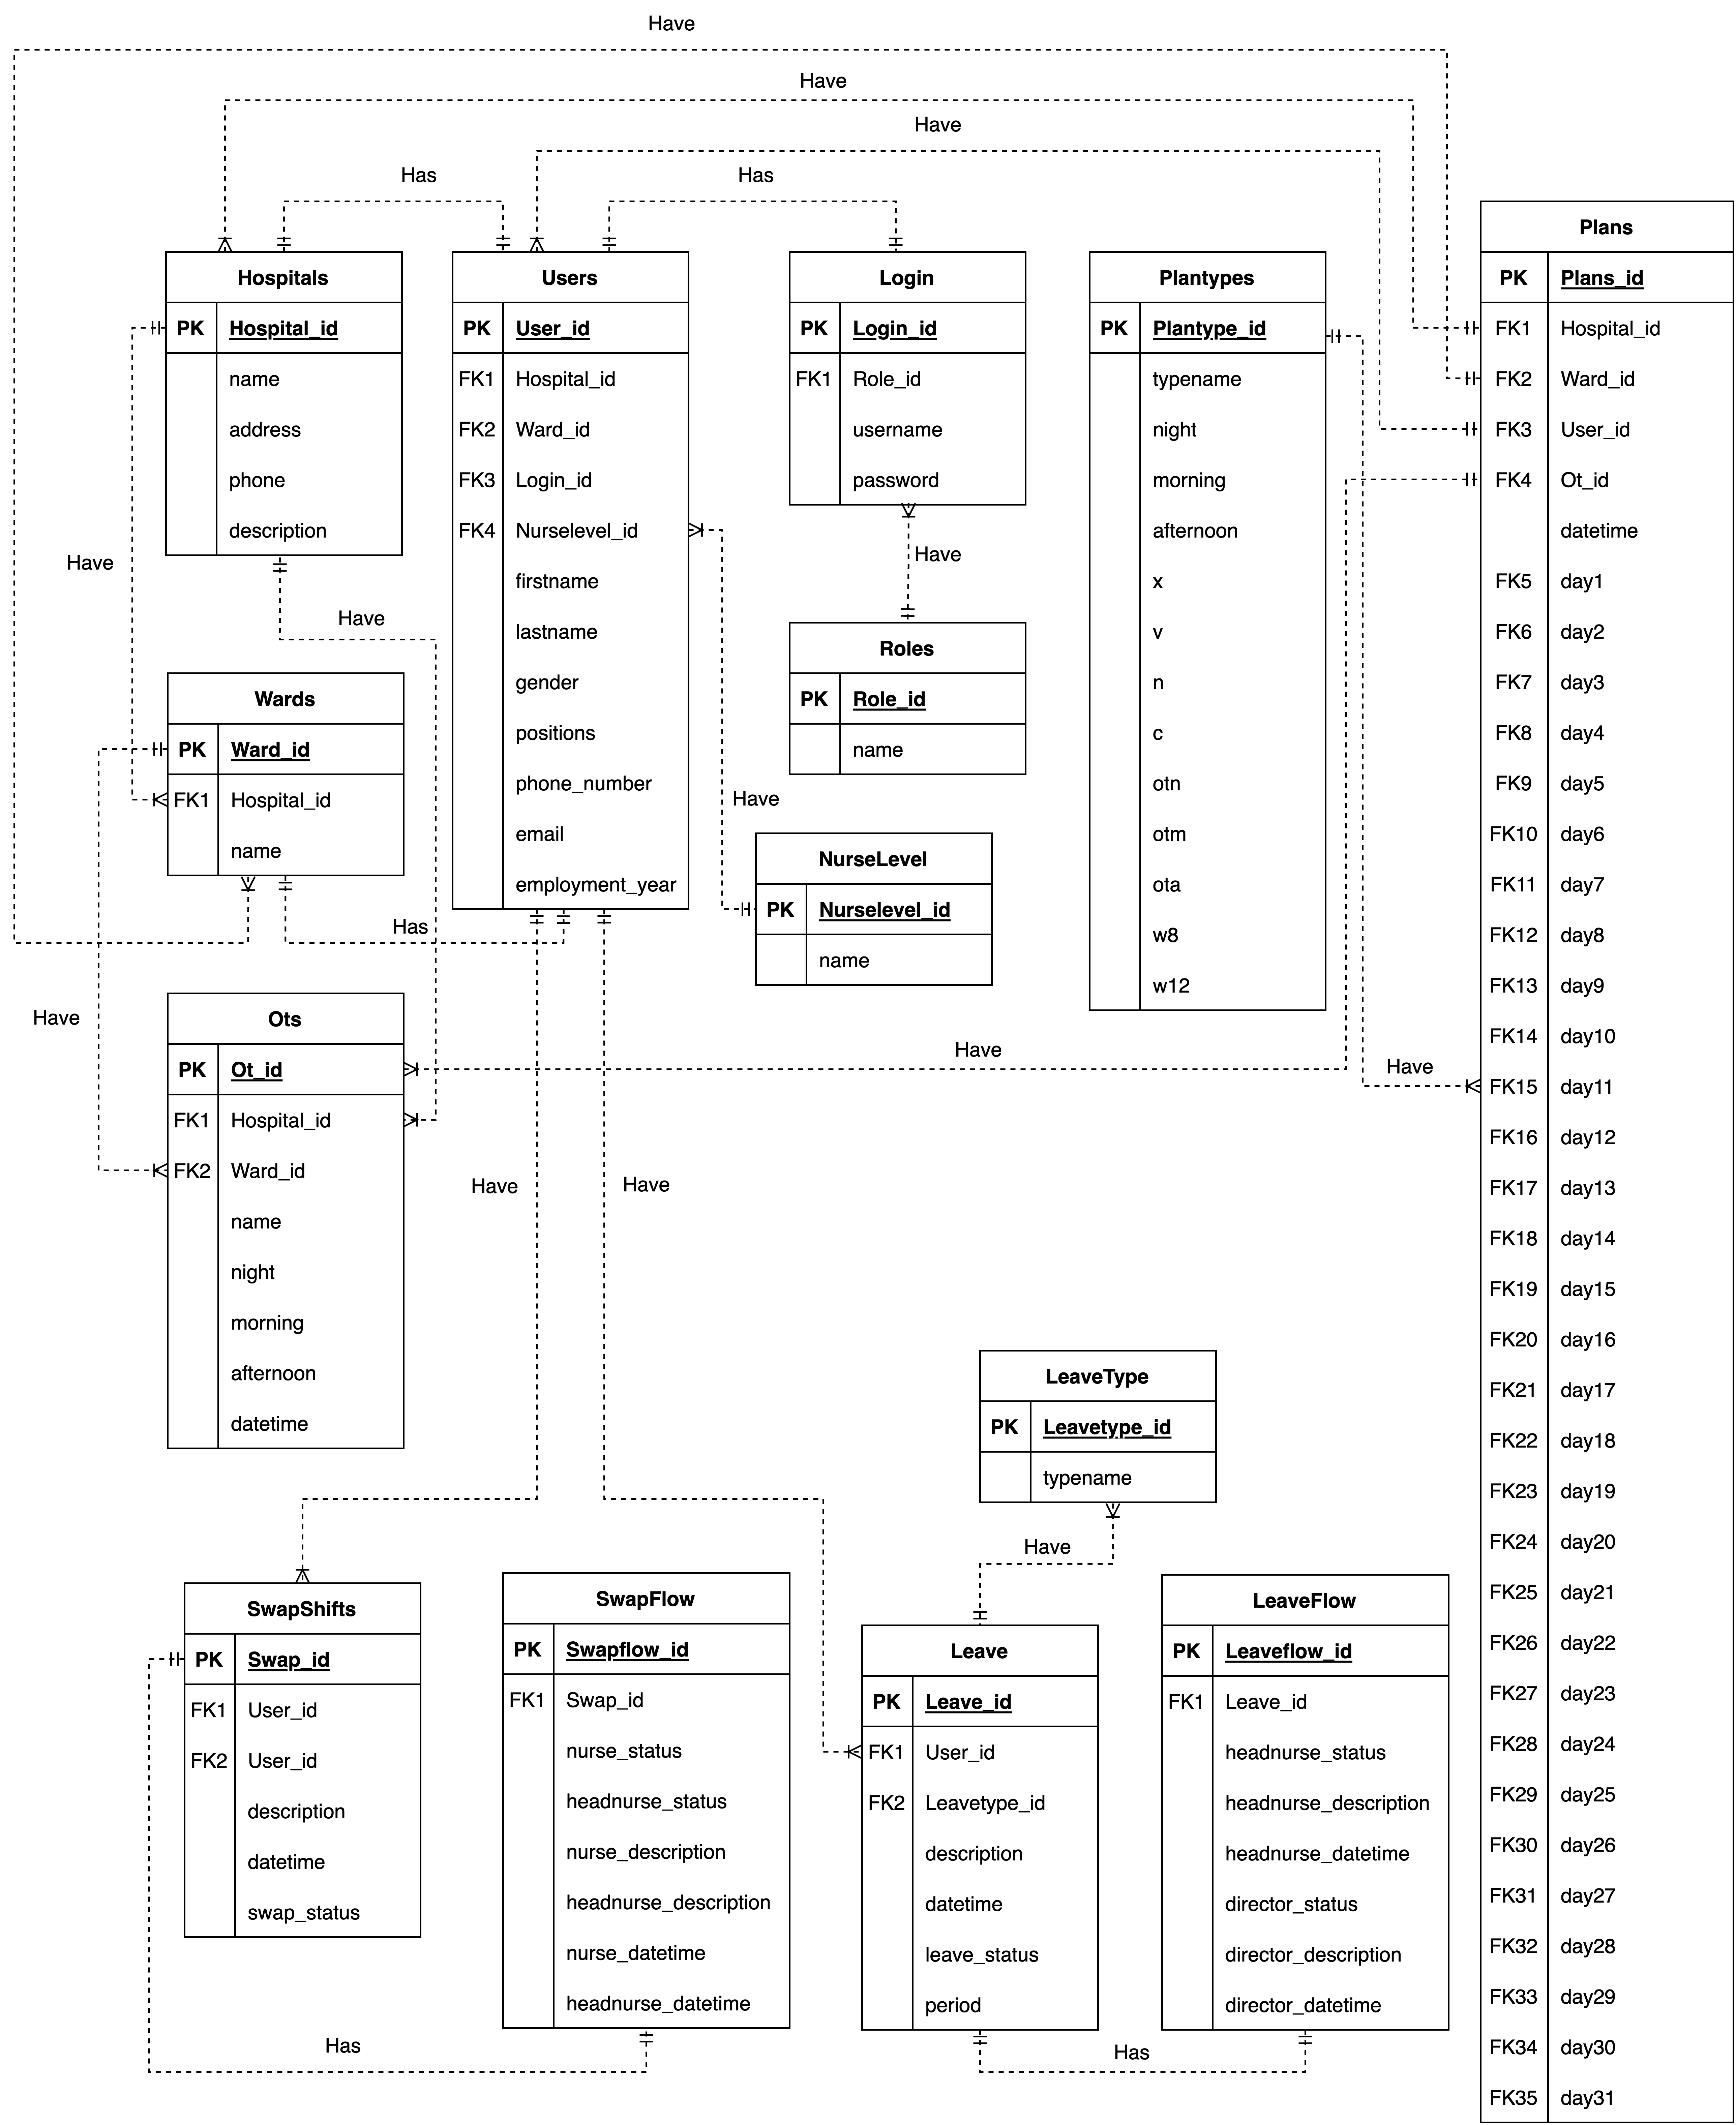 Have
Have
Have
Has
Has
Hospitals
PK Hospital_id
name
address
phone
description
Users
PK User_id
FK1 Hospital_id
FK2 Ward_id
FK3 Login_id
FK4 Nurselevel_id
firstname
lastname
gender
positions
phone_number
email
employment_year
Login
PK Login_id
FK1 Role_id
username
password
Have
Roles
PK Role_id
name
Have
NurseLevel
PK Nurselevel_id
name
Plantypes
PK Plantype_id
typename
night
morning
afternoon
x
v
n
c
otn
otm
ota
w8
w12
Plans
PK Plans_id
FK1 Hospital_id
FK2 Ward_id
FK3 User_id
FK4 Ot_id
datetime
FK5 day1
FK6 day2
FK7 day3
FK8 day4
FK9 day5
FK10 day6
FK11 day7
FK12 day8
FK13 day9
FK14 day10
FK15 day11
FK16 day12
FK17 day13
FK18 day14
FK19 day15
FK20 day16
FK21 day17
FK22 day18
FK23 day19
FK24 day20
FK25 day21
FK26 day22
FK27 day23
FK28 day24
FK29 day25
FK30 day26
FK31 day27
FK32 day28
FK33 day29
FK34 day30
FK35 day31
Have
Have
Wards
PK Ward_id
FK1 Hospital_id
name
Has
Have
Ots
PK Ot_id
FK1 Hospital_id
FK2 Ward_id
name
night
morning
afternoon
datetime
Have
Have
Have
Have
LeaveType
PK Leavetype_id
typename
Have
SwapShifts
PK Swap_id
FK1 User_id
FK2 User_id
description
datetime
swap_status
SwapFlow
PK Swapflow_id
FK1 Swap_id
nurse_status
headnurse_status
nurse_description
headnurse_description
nurse_datetime
headnurse_datetime
Leave
PK Leave_id
FK1 User_id
FK2 Leavetype_id
description
datetime
leave_status
period
LeaveFlow
PK Leaveflow_id
FK1 Leave_id
headnurse_status
headnurse_description
headnurse_datetime
director_status
director_description
director_datetime
Has
Has